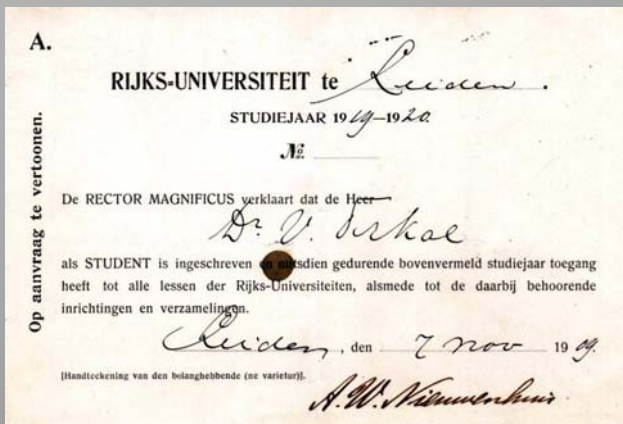 A.
Op aanvraag te vertoonen.
RIJKS-UNIVERSITEIT te Leiden.
STUDIEJAAR 1919—1920.
No.
De RECTOR MAGNIFICUS verklaart dat de Heer
Dr V.
als STUDENT is ingeschreven en mitsdien gedurende bovenvermeld studiejaar toegang
heeft tot alle lessen der Rijks-Universiteiten, alsmede tot de daarbij behoorende
inrichtingen en verzamelingen.
Leiden, den 7 nov 19
[Handteekening van den belanghebbende (ne varietur)].
A.W. Nieuwenhuis